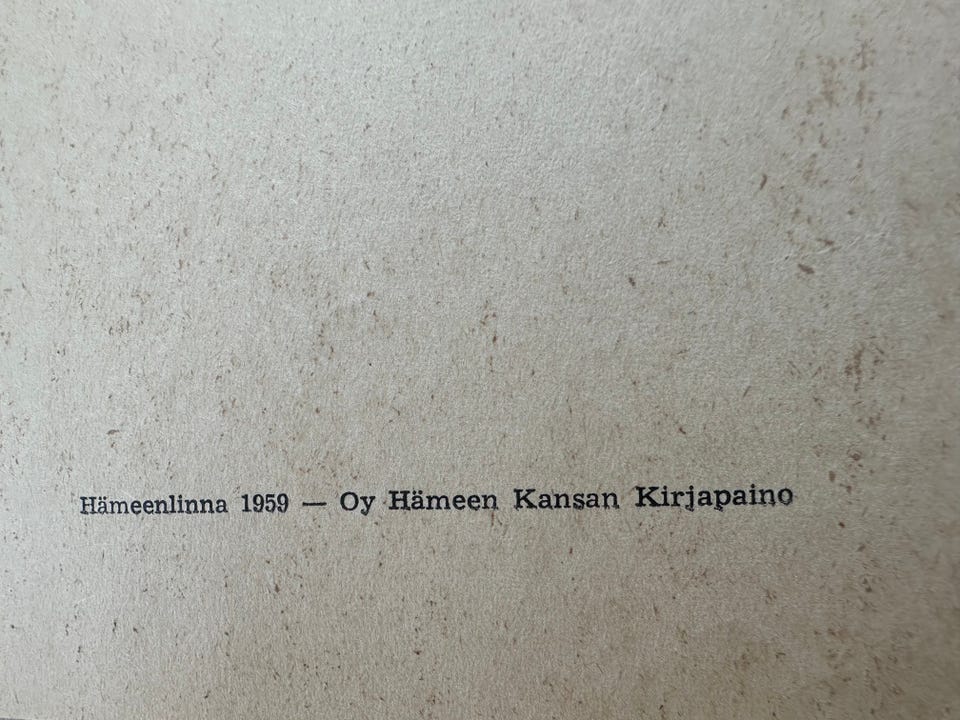 Hämeenlinna 1959 — Oy Hämeen Kansan Kirjapaino